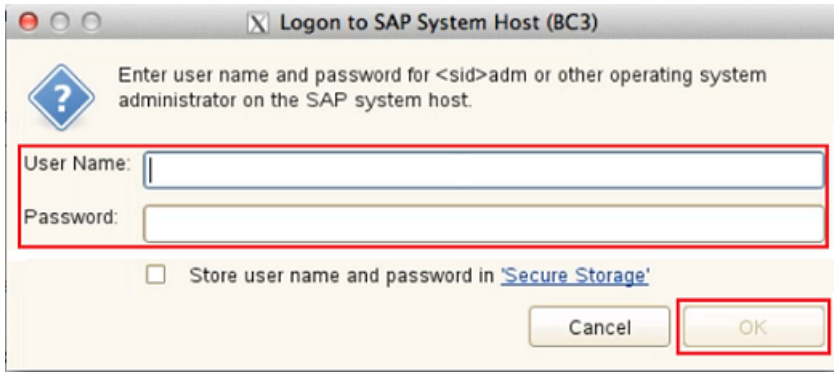 Logon to SAP System Host (BC3)
Enter user name and password for <sid>adm or other operating system
administrator on the SAP system host.
User Name:
Password:
Store user name and password in 'Secure Storage'
Cancel OK